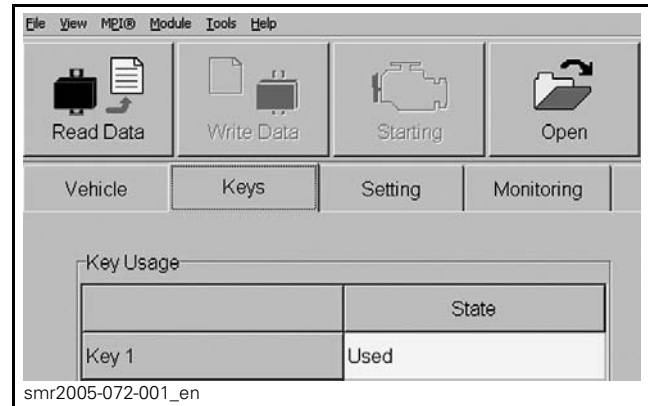 File View MPI® Module Tools Help
Read Data Write Data Starting Open
Vehicle Keys Setting Monitoring
Key Usage
State
Key 1 Used
smr2005-072-001_en